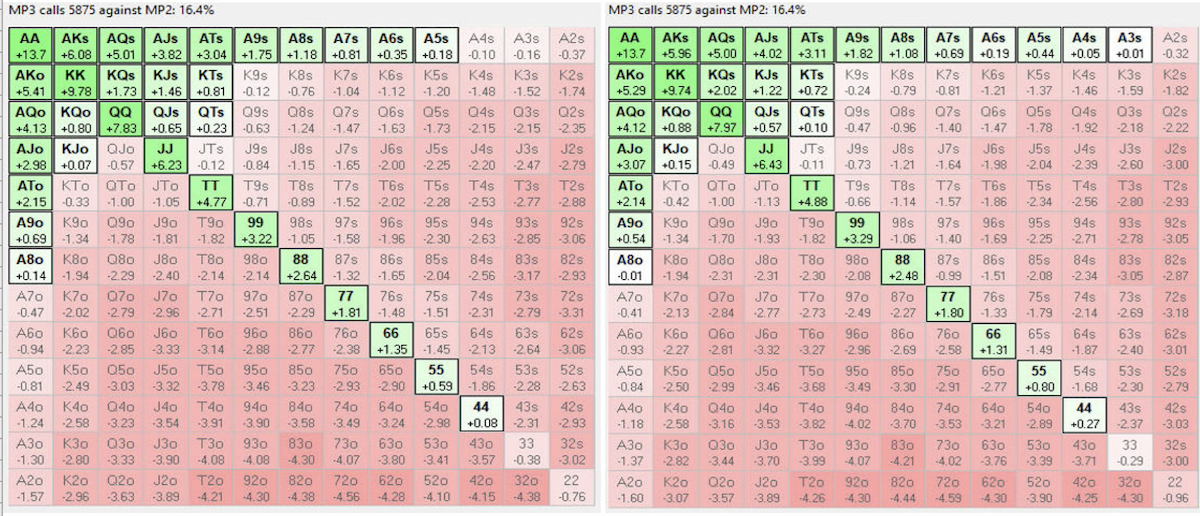 MP3 calls 5875 against MP2: 16.4%
AA AKs AQs AJs ATs A9s A8s A7s A6s A5s A4s A3s A2s
+13.7 +6.08 +5.01 +3.82 +3.04 +1.75 +1.18 +0.81 +0.35 +0.18 -0.10 -0.16 -0.37
AKo KK KQs KJs KTs K9s K8s K7s K6s K5s K4s K3s K2s
+5.41 +9.78 +1.73 +1.46 +0.81 -0.12 -0.76 -1.04 -1.12 -1.20 -1.48 -1.52 -1.74
AQo KQo QQ QJs QTs Q9s Q8s Q7s Q6s Q5s Q4s Q3s Q2s
+4.13 +0.80 +7.83 +0.65 +0.23 -0.63 -1.24 -1.47 -1.63 -1.73 -2.15 -2.15 -2.35
AJo KJo QJo JJ JTs J9s J8s J7s J6s J5s J4s J3s J2s
+2.98 +0.07 -0.57 +6.23 -0.12 -0.84 -1.15 -1.65 -2.00 -2.25 -2.20 -2.47 -2.79
ATo KTo QTo JTo TT T9s T8s T7s T6s T5s T4s T3s T2s
+2.15 -0.33 -1.00 -1.05 +4.77 -0.71 -0.89 -1.52 -2.02 -2.28 -2.53 -2.77 -2.88
A9o K9o Q9o J9o T9o 99 98s 97s 96s 95s 94s 93s 92s
+0.69 -1.34 -1.78 -1.81 -1.82 +3.22 -1.05 -1.58 -1.96 -2.30 -2.63 -2.85 -3.06
A8o K8o Q8o J8o T8o 98o 88 87s 86s 85s 84s 83s 82s
+0.14 -1.94 -2.29 -2.40 -2.14 -2.14 +2.64 -1.32 -1.65 -2.04 -2.56 -3.17 -2.93
A7o K7o Q7o J7o T7o 97o 87o 77 76s 75s 74s 73s 72s
-0.47 -2.02 -2.79 -2.96 -2.71 -2.51 -2.29 +1.81 -1.48 -1.51 -2.31 -2.79 -2.71
A6o K6o Q6o J6o T6o 96o 86o 76o 66 65s 64s 63s 62s
-0.94 -2.23 -2.85 -3.33 -3.14 -2.88 -2.77 -2.38 +1.35 -1.45 -2.13 -2.64 -3.06
A5o K5o Q5o J5o T5o 95o 85o 75o 65o 55 54s 53s 52s
-0.81 -2.49 -3.03 -3.32 -3.78 -3.46 -3.23 -2.93 -2.90 +0.59 -1.86 -2.28 -2.63
A4o K4o Q4o J4o T4o 94o 84o 74o 64o 54o 44 43s 42s
-1.24 -2.58 -3.23 -3.54 -3.91 -3.90 -3.58 -3.49 -3.24 -2.98 +0.08 -2.31 -2.93
A3o K3o Q3o J3o T3o 93o 83o 73o 63o 53o 43o 33 32s
-1.30 -2.80 -3.33 -3.90 -4.08 -4.08 -4.30 -4.07 -3.80 -3.41 -3.57 -0.38 -3.02
A2o K2o Q2o J2o T2o 92o 82o 72o 62o 52o 42o 32o 22
-1.57 -2.96 -3.63 -3.89 -4.21 -4.30 -4.38 -4.56 -4.28 -4.10 -4.15 -4.38 -0.76
MP3 calls 5875 against MP2: 16.4%
AA AKs AQs AJs ATs A9s A8s A7s A6s A5s A4s A3s A2s
+13.7 +5.96 +5.00 +4.02 +3.11 +1.82 +1.08 +0.69 +0.19 +0.44 +0.05 +0.01 -0.32
AKo KK KQs KJs KTs K9s K8s K7s K6s K5s K4s K3s K2s
+5.29 +9.74 +2.02 +1.22 +0.72 -0.24 -0.79 -0.81 -1.21 -1.37 -1.61 -1.59 -1.82
AQo KQo QQ QJs QTs Q9s Q8s Q7s Q6s Q5s Q4s Q3s Q2s
+4.12 +0.88 +7.97 +0.57 +0.10 -0.47 -0.96 -1.40 -1.47 -1.78 -1.92 -2.18 -2.22
AJo KJo QJo JJ JTs J9s J8s J7s J6s J5s J4s J3s J2s
+3.07 +0.15 -0.49 +6.43 -0.11 -0.73 -1.21 -1.64 -1.98 -2.04 -2.39 -2.60 -3.00
ATo KTo QTo JTo TT T9s T8s T7s T6s T5s T4s T3s T2s
+2.14 -0.42 -1.00 -1.13 +4.88 -0.66 -1.14 -1.57 -1.86 -2.34 -2.56 -2.80 -2.93
A9o K9o Q9o J9o T9o 99 98s 97s 96s 95s 94s 93s 92s
+0.54 -1.34 -1.70 -1.93 -1.82 +3.29 -1.06 -1.40 -1.69 -2.25 -2.71 -2.78 -3.05
A8o K8o Q8o J8o T8o 98o 88 87s 86s 85s 84s 83s 82s
-0.01 -1.94 -2.31 -2.31 -2.30 -2.08 +2.48 -0.99 -1.51 -2.08 -2.34 -3.05 -2.87
A7o K7o Q7o J7o T7o 97o 87o 77 76s 75s 74s 73s 72s
-0.41 -2.13 -2.84 -2.77 -2.73 -2.49 -2.27 +1.80 -1.33 -1.79 -2.14 -2.69 -3.18
A6o K6o Q6o J6o T6o 96o 86o 76o 66 65s 64s 63s 62s
-0.93 -2.27 -2.81 -3.32 -3.27 -2.96 -2.69 -2.58 +1.31 -1.49 -1.87 -2.40 -3.01
A5o K5o Q5o J5o T5o 95o 85o 75o 65o 55 54s 53s 52s
-0.84 -2.50 -2.99 -3.46 -3.68 -3.49 -3.30 -2.91 -2.77 +0.80 -1.68 -2.30 -2.79
A4o K4o Q4o J4o T4o 94o 84o 74o 64o 54o 44 43s 42s
-1.18 -2.58 -3.16 -3.53 -3.82 -4.02 -3.70 -3.53 -3.21 -2.89 +0.27 -2.37 -3.03
A3o K3o Q3o J3o T3o 93o 83o 73o 63o 53o 43o 33 32s
-1.37 -2.82 -3.44 -3.70 -3.99 -4.07 -4.21 -4.02 -3.76 -3.39 -3.71 -0.29 -3.00
A2o K2o Q2o J2o T2o 92o 82o 72o 62o 52o 42o 32o 22
-1.60 -3.07 -3.57 -3.89 -4.26 -4.30 -4.44 -4.59 -4.30 -3.90 -4.25 -4.30 -0.96